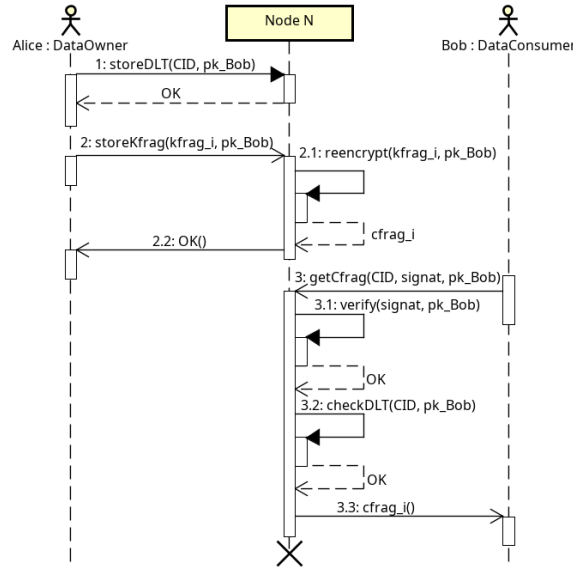 Node N
Alice : DataOwner
Bob : DataConsumer
1: storeDLT(CID, pk_Bob)
OK
2: storeKfrag(kfrag_i, pk_Bob)
2.1: reencrypt(kfrag_i, pk_Bob)
cfrag_i
2.2: OK()
3: getCfrag(CID, signat, pk_Bob)
3.1: verify(signat, pk_Bob)
OK
3.2: checkDLT(CID, pk_Bob)
OK
3.3: cfrag_i()